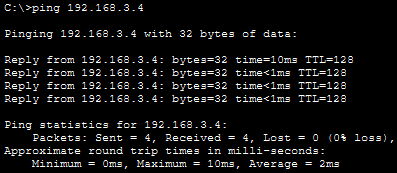 C:\>ping 192.168.3.4
Pinging 192.168.3.4 with 32 bytes of data:
Reply from 192.168.3.4: bytes=32 time=10ms TTL=128
Reply from 192.168.3.4: bytes=32 time<1ms TTL=128
Reply from 192.168.3.4: bytes=32 time<1ms TTL=128
Reply from 192.168.3.4: bytes=32 time<1ms TTL=128
Ping statistics for 192.168.3.4:
Packets: Sent = 4, Received = 4, Lost = 0 (0% loss),
Approximate round trip times in milli-seconds:
Minimum = 0ms, Maximum = 10ms, Average = 2ms